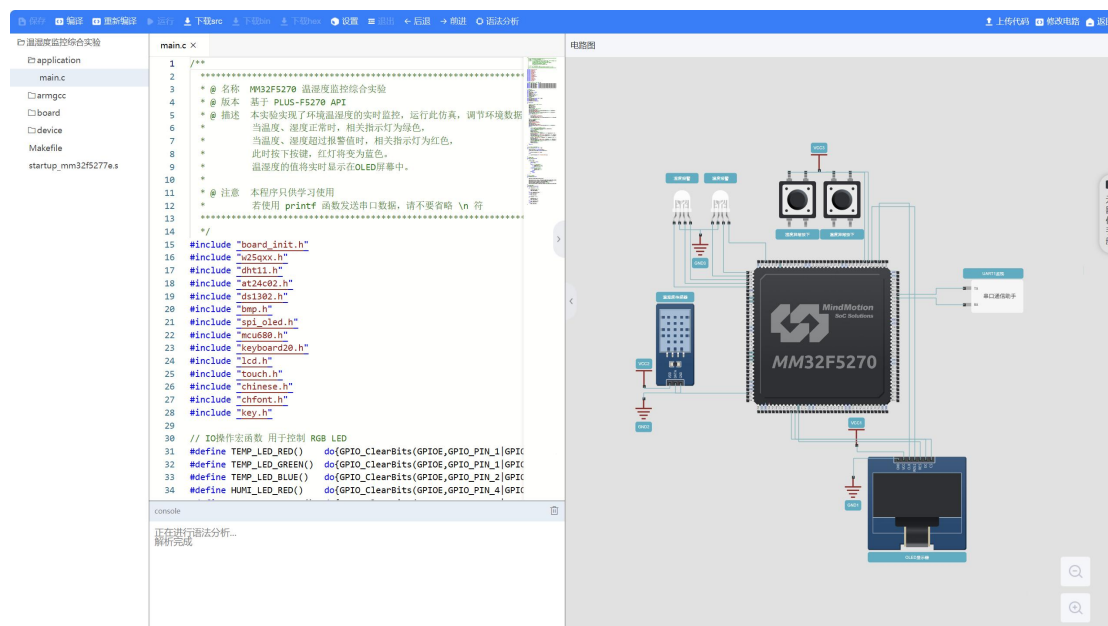 保存 编译 重新编译 运行 下载src 下载bin 下载hex 设置 退出 后退 前进 语法分析 上传代码 修改电路
温湿度监控综合实验
application
main.c
armgcc
board
device
Makefile
startup_mm32f5277e.s
main.c ×
1 /**
2 ***************************************************************
3 * @ 名称 MM32F5270 温湿度监控综合实验
4 * @ 版本 基于 PLUS-F5270 API
5 * @ 描述 本实验实现了环境温湿度的实时监控，运行此仿真，调节环境数据
6 * 当温度、湿度正常时，相关指示灯为绿色，
7 * 当温度、湿度超过报警值时，相关指示灯为红色，
8 * 此时按下按键，红灯将变为蓝色。
9 * 温湿度的值将实时显示在OLED屏幕中。
10 *
11 * @ 注意 本程序只供学习使用
12 * 若使用 printf 函数发送串口数据，请不要省略 \n 符
13 ***************************************************************
14 */
15 #include "board_init.h"
16 #include "w25qxx.h"
17 #include "dht11.h"
18 #include "at24c02.h"
19 #include "ds1302.h"
20 #include "bmp.h"
21 #include "spi_oled.h"
22 #include "mcu680.h"
23 #include "keyboard20.h"
24 #include "lcd.h"
25 #include "touch.h"
26 #include "chinese.h"
27 #include "chfont.h"
28 #include "key.h"
29
30 // IO操作宏函数 用于控制 RGB LED
31 #define TEMP_LED_RED() do{GPIO_ClearBits(GPIOE,GPIO_PIN_1|GPIO
32 #define TEMP_LED_GREEN() do{GPIO_ClearBits(GPIOE,GPIO_PIN_1|GPIO
33 #define TEMP_LED_BLUE() do{GPIO_ClearBits(GPIOE,GPIO_PIN_2|GPIO
34 #define HUMI_LED_RED() do{GPIO_ClearBits(GPIOE,GPIO_PIN_4|GPIO
console
正在进行语法分析...
解析完成
电路图
MindMotion
SoC Solutions
MM32F5270
串口通信助手
OLED显示屏